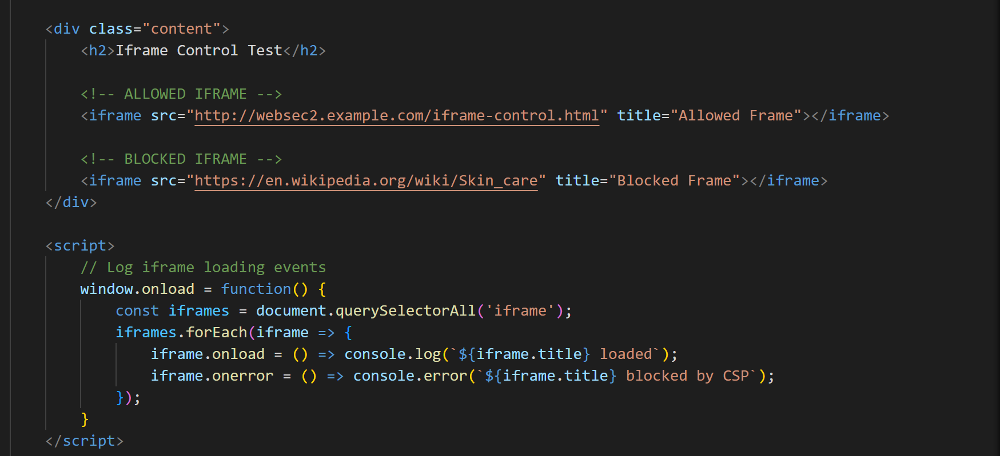 <div class="content">
<h2>Iframe Control Test</h2>
<!-- ALLOWED IFRAME -->
<iframe src="http://websec2.example.com/iframe-control.html" title="Allowed Frame"></iframe>
<!-- BLOCKED IFRAME -->
<iframe src="https://en.wikipedia.org/wiki/Skin_care" title="Blocked Frame"></iframe>
</div>
<script>
// Log iframe loading events
window.onload = function() {
const iframes = document.querySelectorAll('iframe');
iframes.forEach(iframe => {
iframe.onload = () => console.log(`${iframe.title} loaded`);
iframe.onerror = () => console.error(`${iframe.title} blocked by CSP`);
});
}
</script>